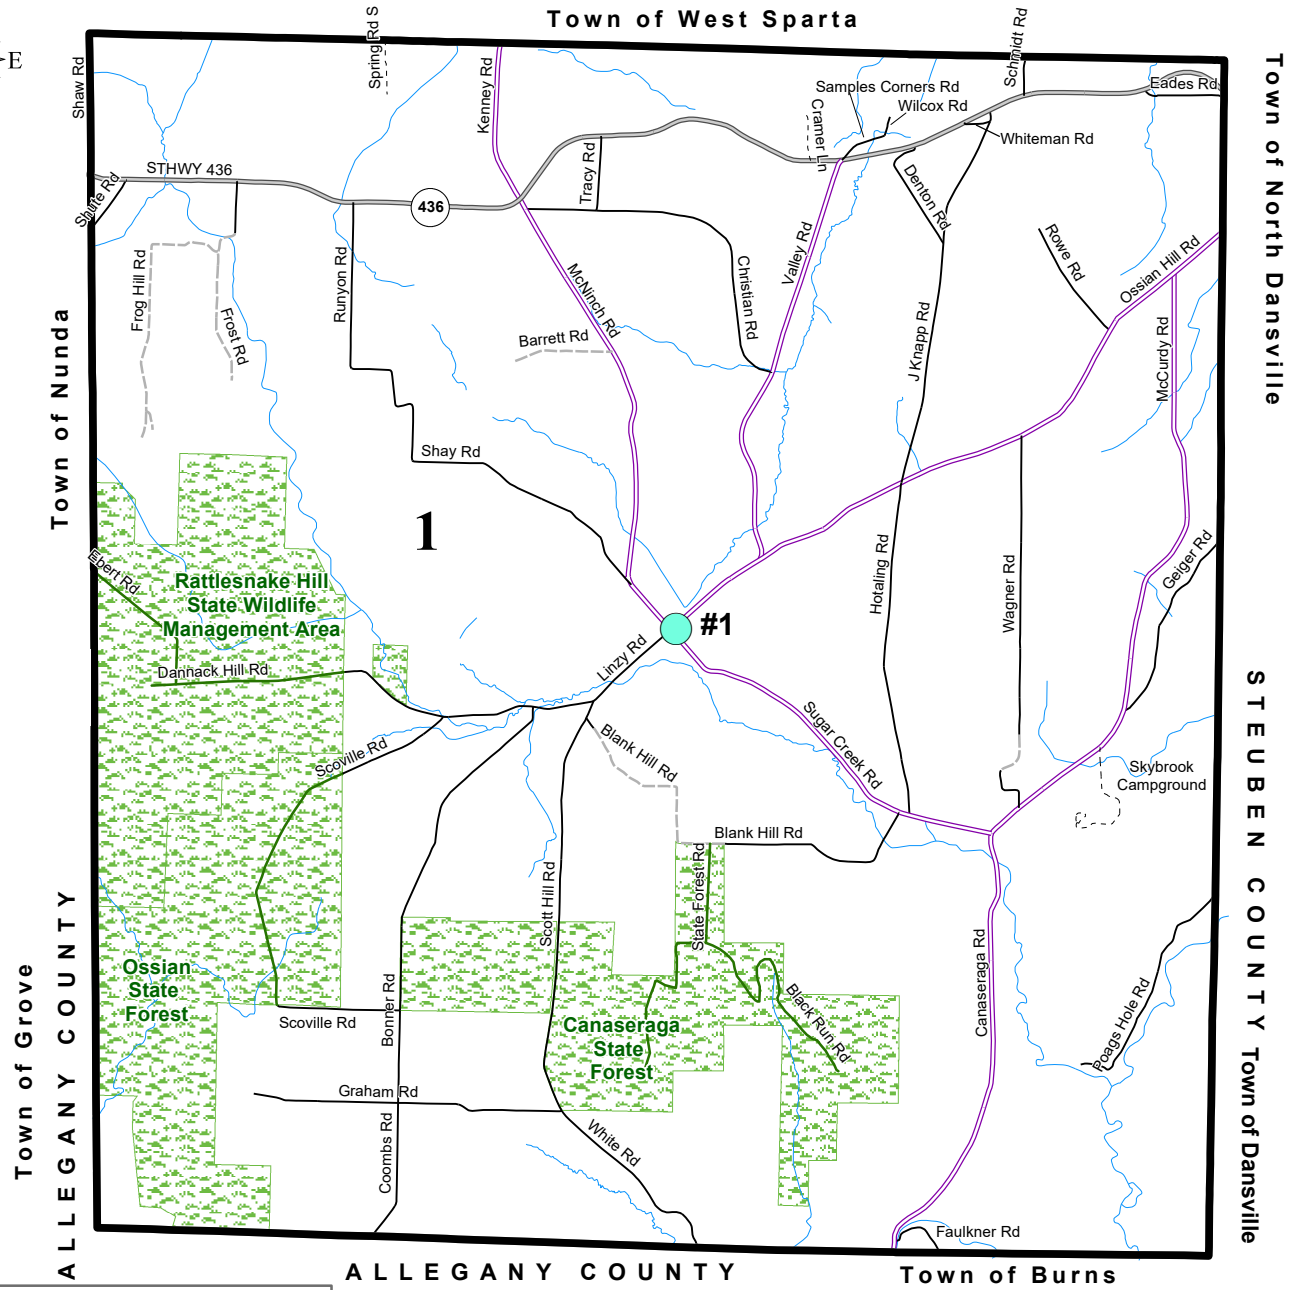 Town of West Sparta
E
Shaw Rd
Spring Rd S
Kenney Rd
Schmidt Rd
Samples Corners Rd
Wilcox Rd
Eades Rd
Cramer Ln
Whiteman Rd
STHWY 436
Shute Rd
Tracy Rd
436
Denton Rd
Town of North Dansville
Frog Hill Rd
Frost Rd
Runyon Rd
McNinch Rd
Barrett Rd
Christian Rd
Valley Rd
J Knapp Rd
Rowe Rd
Ossian Hill Rd
McCurdy Rd
Town of Nunda
Shay Rd
1
Ebert Rd
Rattlesnake Hill
State Wildlife
Management Area
Dannack Hill Rd
Linzy Rd
#1
Hotaling Rd
Wagner Rd
Geiger Rd
Scoville Rd
Blank Hill Rd
Sugar Creek Rd
Skybrook
Campground
STEUBEN COUNTY
Blank Hill Rd
State Forest Rd
Scott Hill Rd
Ossian
State
Forest
Scoville Rd
Bonner Rd
Canaseraga
State
Forest
Black Run Rd
Canaseraga Rd
Poags Hole Rd
Town of Grove
ALLEGANY COUNTY
Graham Rd
Coombs Rd
White Rd
Town of Dansville
Faulkner Rd
ALLEGANY COUNTY
Town of Burns